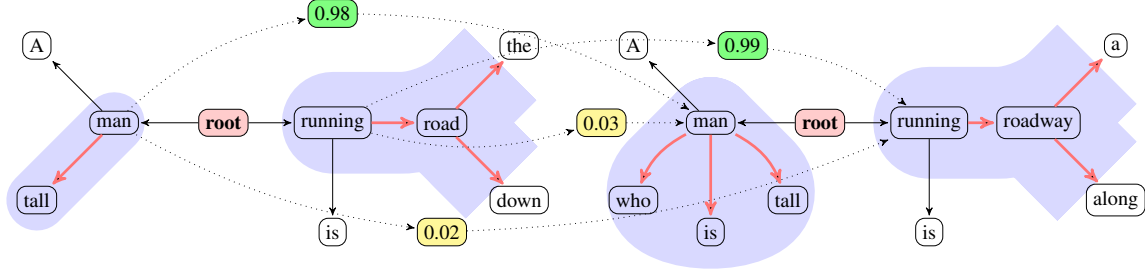 0.98
A the A 0.99 a
man root running road 0.03 man root running roadway
tall down who tall along
is 0.02 is is